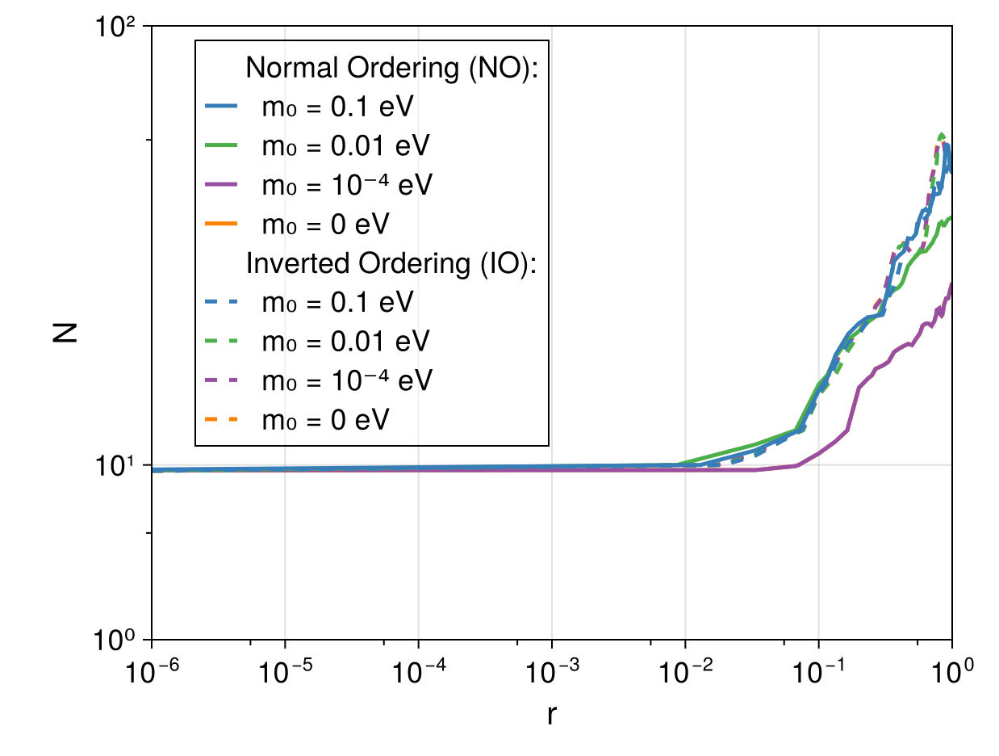 10²
Normal Ordering (NO):
m₀ = 0.1 eV
m₀ = 0.01 eV
m₀ = 10⁻⁴ eV
m₀ = 0 eV
Inverted Ordering (IO):
m₀ = 0.1 eV
m₀ = 0.01 eV
m₀ = 10⁻⁴ eV
m₀ = 0 eV
N
10¹
10⁰
10⁻⁶ 10⁻⁵ 10⁻⁴ 10⁻³ 10⁻² 10⁻¹ 10⁰
r